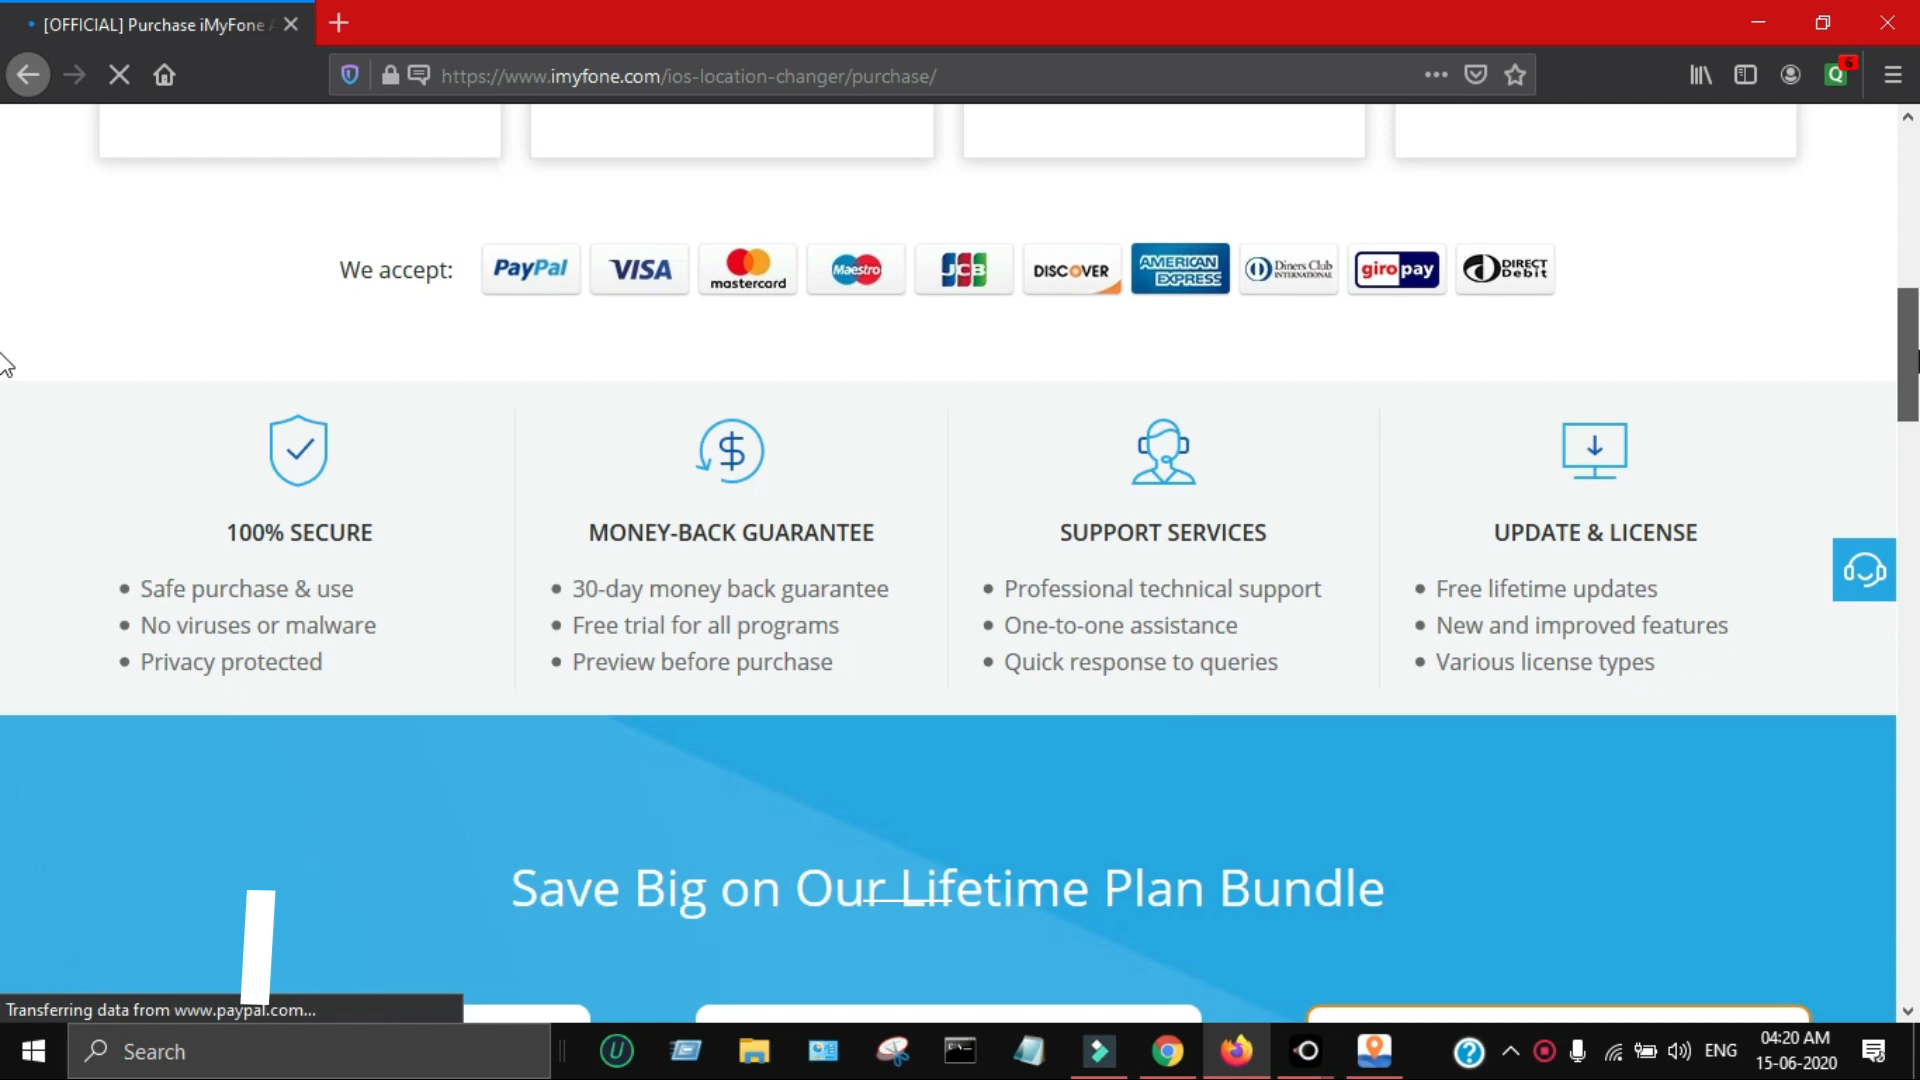 [OFFICIAL] Purchase iMyFone
https://www.imyfone.com/ios-location-changer/purchase/
6
We accept:
PayPal
VISA
mastercard
Maestro
JCB
DISCOVER
AMERICAN EXPRESS
Diners Club INTERNATIONAL
giropay
DIRECT Debit
100% SECURE
Safe purchase & use
No viruses or malware
Privacy protected
MONEY-BACK GUARANTEE
30-day money back guarantee
Free trial for all programs
Preview before purchase
SUPPORT SERVICES
Professional technical support
One-to-one assistance
Quick response to queries
UPDATE & LICENSE
Free lifetime updates
New and improved features
Various license types
Save Big on Our Lifetime Plan Bundle
Transferring data from www.paypal.com...
Search
ENG
04:20 AM
15-06-2020